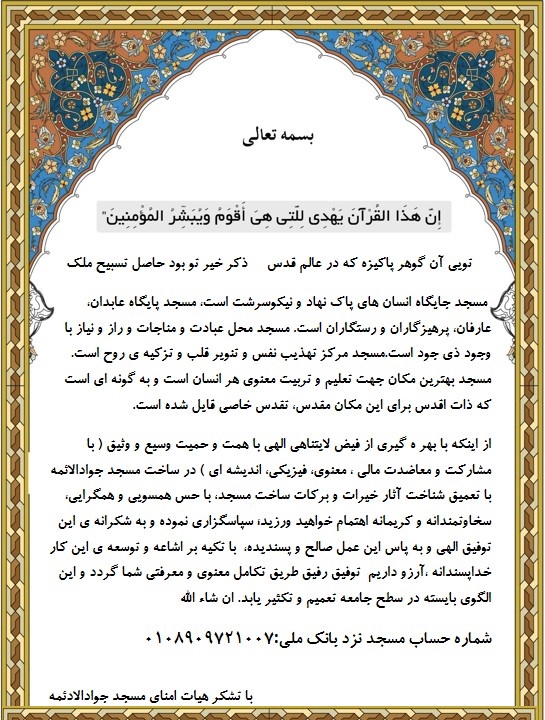 بسمه تعالی
إِنّ هَذَا القُرْآنَ یَهْدِی لِلّتِی هِیَ أَقْوَمُ وَیُبَشّرُ المُؤْمِنِینَ"
تویی آن گوهر پاکیزه که در عالم قدس ذکر خیر تو بود حاصل تسبیح ملک
مسجد جایگاه انسان های پاک نهاد و نیکوسرشت است، مسجد پایگاه عابدان،
عارفان، پرهیزگاران و رستگاران است. مسجد محل عبادت و مناجات و راز و نیاز با
وجود ذی جود است.مسجد مرکز تهذیب نفس و تنویر قلب و تزکیه ی روح است.
مسجد بهترین مکان جهت تعلیم و تربیت معنوی هر انسان است و به گونه ای است
که ذات اقدس برای این مکان مقدس، تقدس خاصی قایل شده است.
از اینکه با بهر ه گیری از فیض لایتناهی الهی با همت و حمیت وسیع و وثیق ( با
مشارکت و معاضدت مالی ، معنوی، فیزیکی، اندیشه ای ) در ساخت مسجد جوادالائمه
با تعمیق شناخت آثار خیرات و برکات ساخت مسجد، با حس همسویی و همگرایی،
سخاوتمندانه و کریمانه اهتمام خواهید ورزید، سپاسگزاری نموده و به شکرانه ی این
توفیق الهی و به پاس این عمل صالح و پسندیده، با تکیه بر اشاعه و توسعه ی این کار
خداپسندانه ،آرزو داریم توفیق رفیق طریق تکامل معنوی و معرفتی شما گردد و این
الگوی بایسته در سطح جامعه تعمیم و تکثیر یابد. ان شاء الله
شماره حساب مسجد نزد بانک ملی:۰۱۰۸۹۰۹۷۲۱۰۰۷
با تشکر هیات امنای مسجد جوادالادئمه